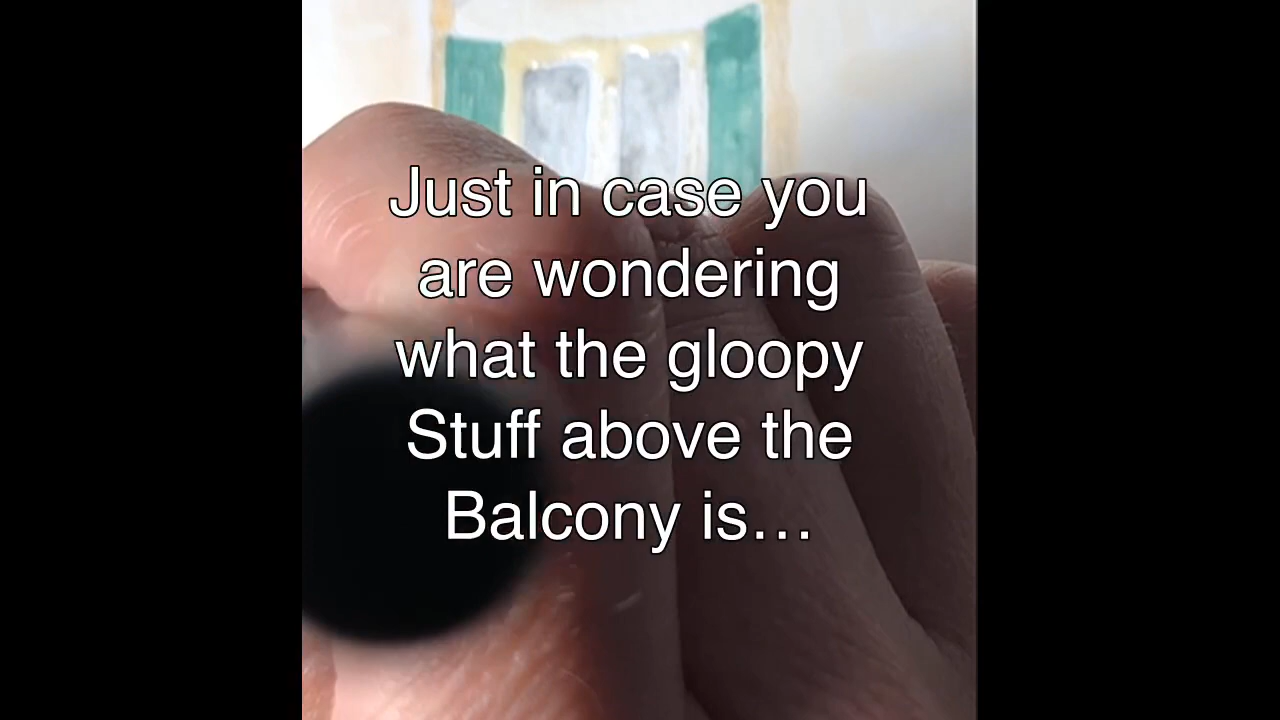 Just in case you
are wondering
what the gloopy
Stuff above the
Balcony is…